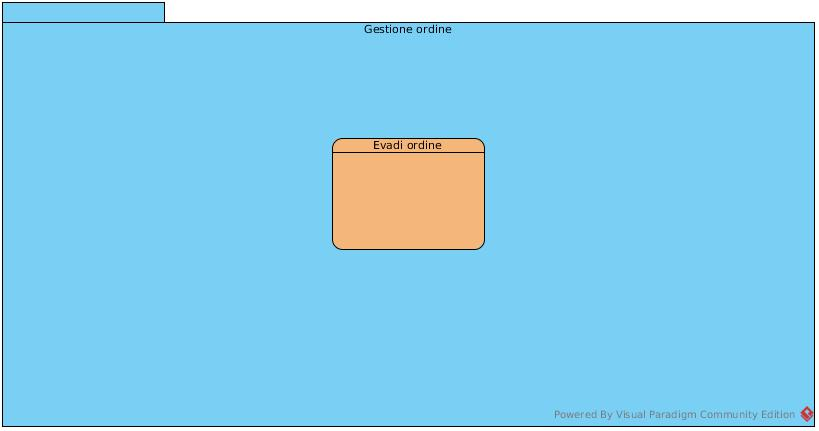 Gestione ordine
Evadi ordine
Powered By Visual Paradigm Community Edition